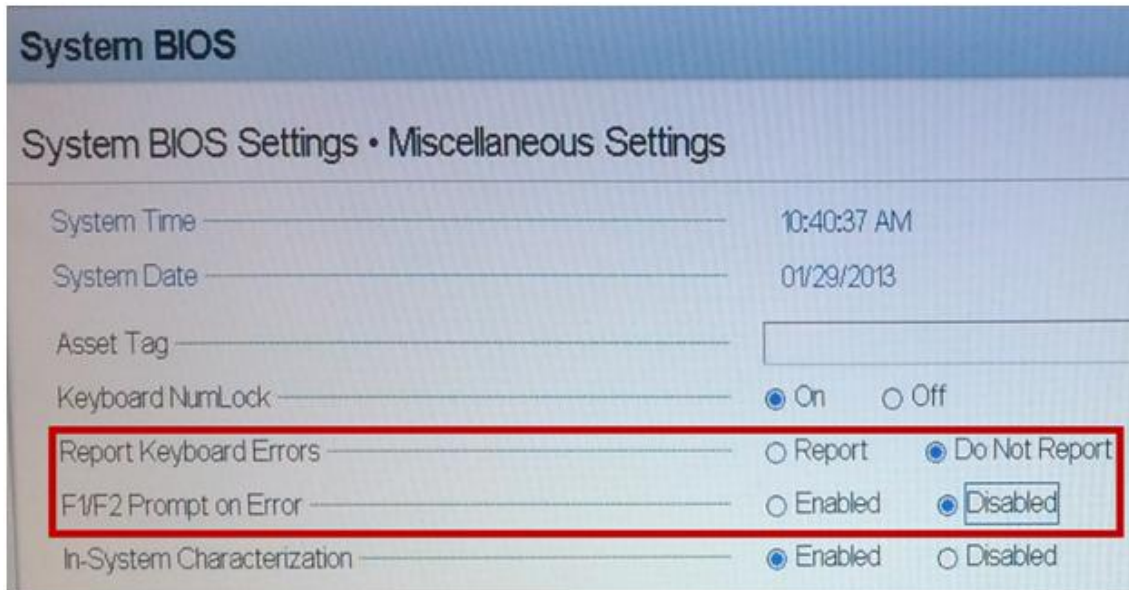 System BIOS
System BIOS Settings • Miscellaneous Settings
System Time 10:40:37 AM
System Date 01/29/2013
Asset Tag
Keyboard NumLock On Off
Report Keyboard Errors Report Do Not Report
F1/F2 Prompt on Error Enabled Disabled
In-System Characterization Enabled Disabled